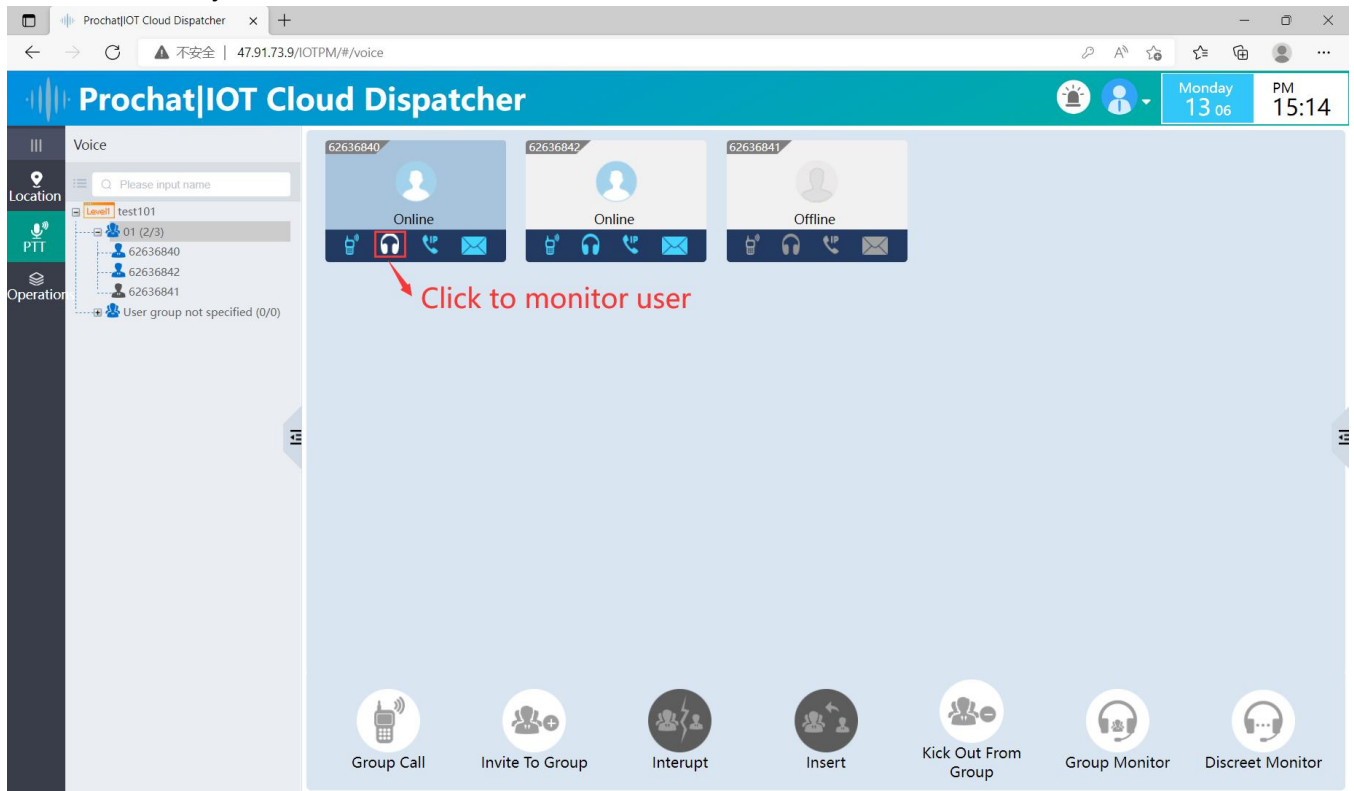 Prochat|IOT Cloud Dispatcher
不安全 | 47.91.73.9/IOTPM/#/voice
Prochat|IOT Cloud Dispatcher
Monday
13 06
PM
15:14
Location
PTT
Operation
Voice
Please input name
Level1 test101
01 (2/3)
62636840
62636842
62636841
User group not specified (0/0)
62636840
Online
62636842
Online
62636841
Offline
Click to monitor user
Group Call
Invite To Group
Interupt
Insert
Kick Out From
Group
Group Monitor
Discreet Monitor